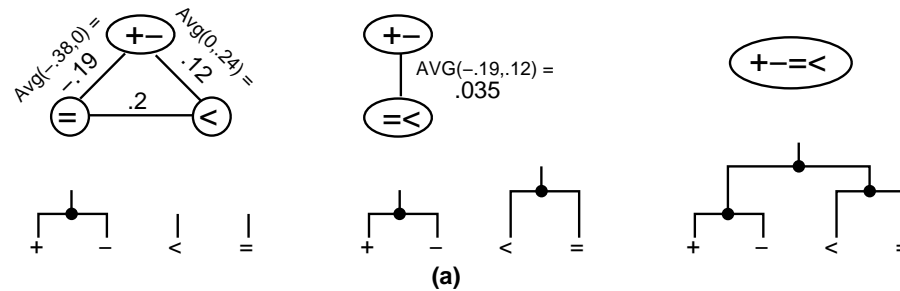 Avg(−.38,0) =
−.19
+−
Avg(0,.24) =
.12
=
.2
<
+−
AVG(−.19,.12) =
.035
=<
+−=<
+ − < =
+ − < =
+ − < =
(a)